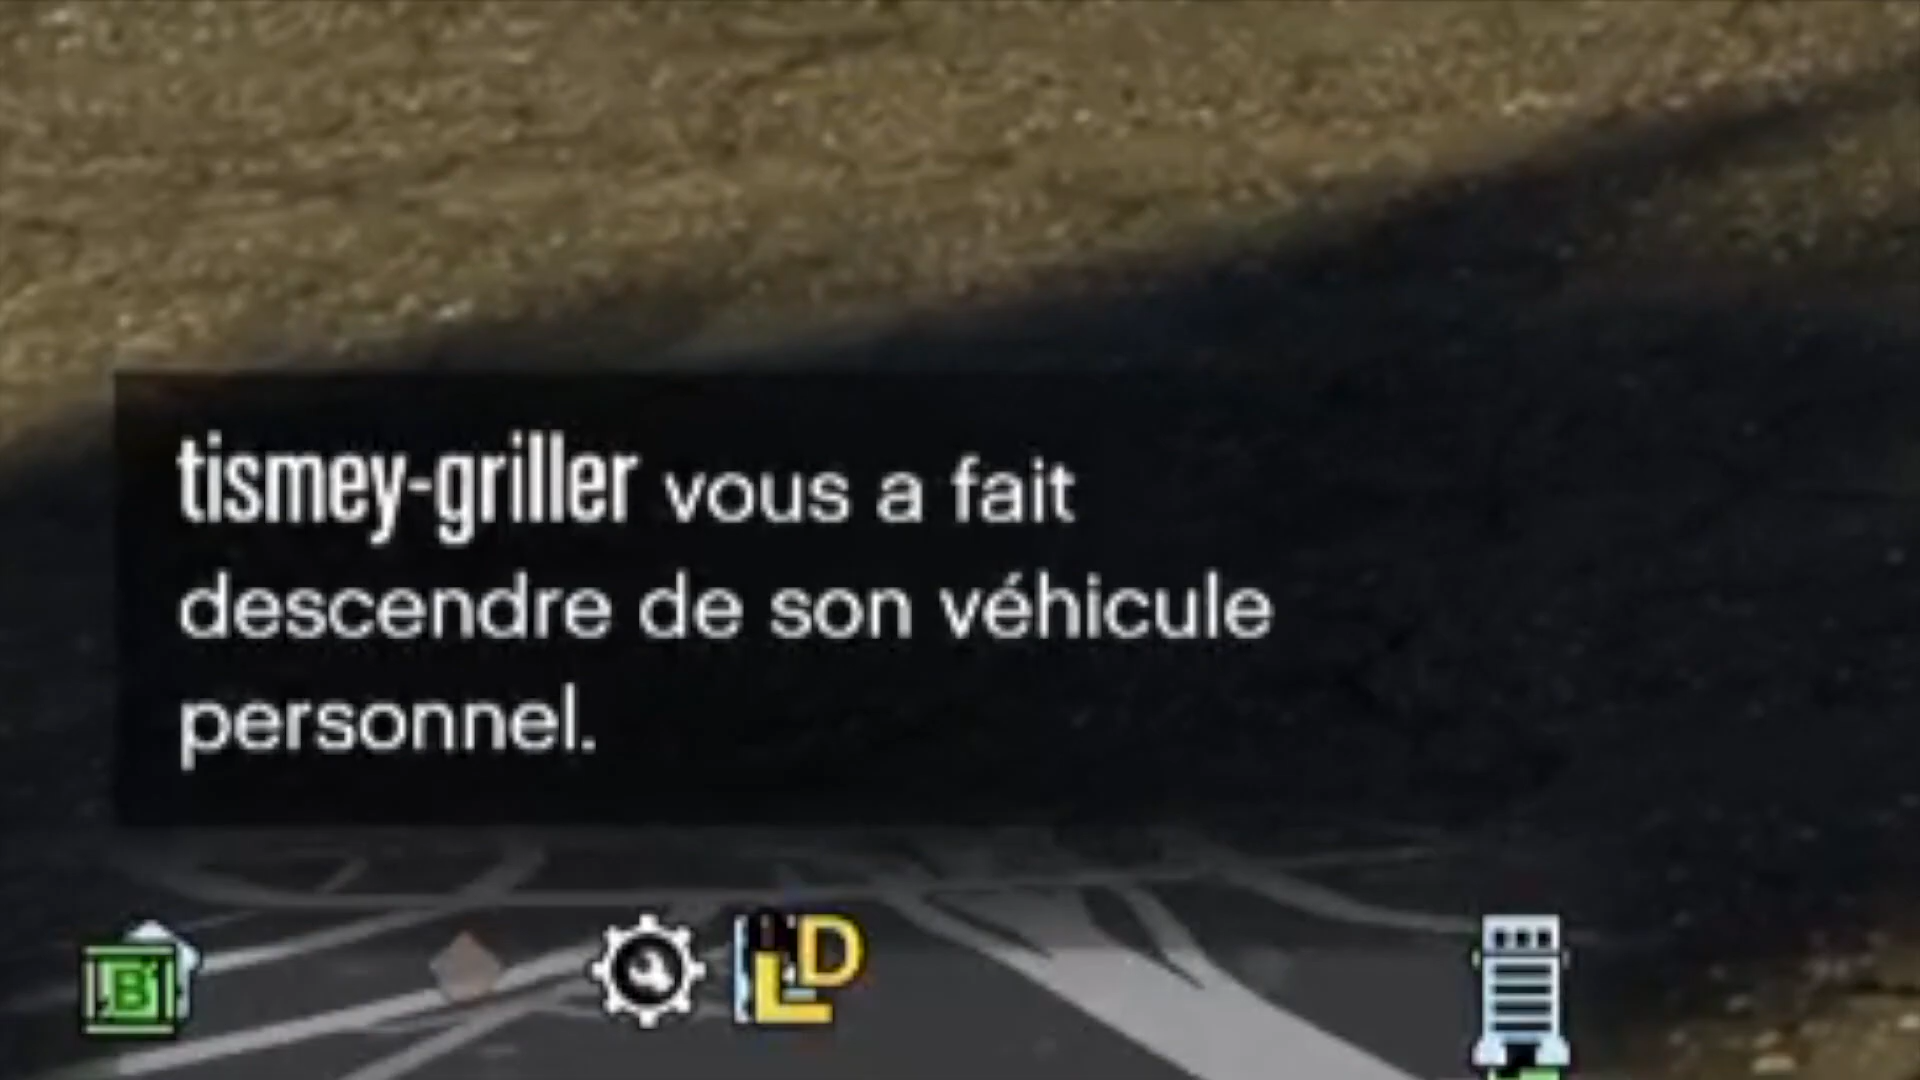 tismey-griller vous a fait
descendre de son véhicule
personnel.
B
L D